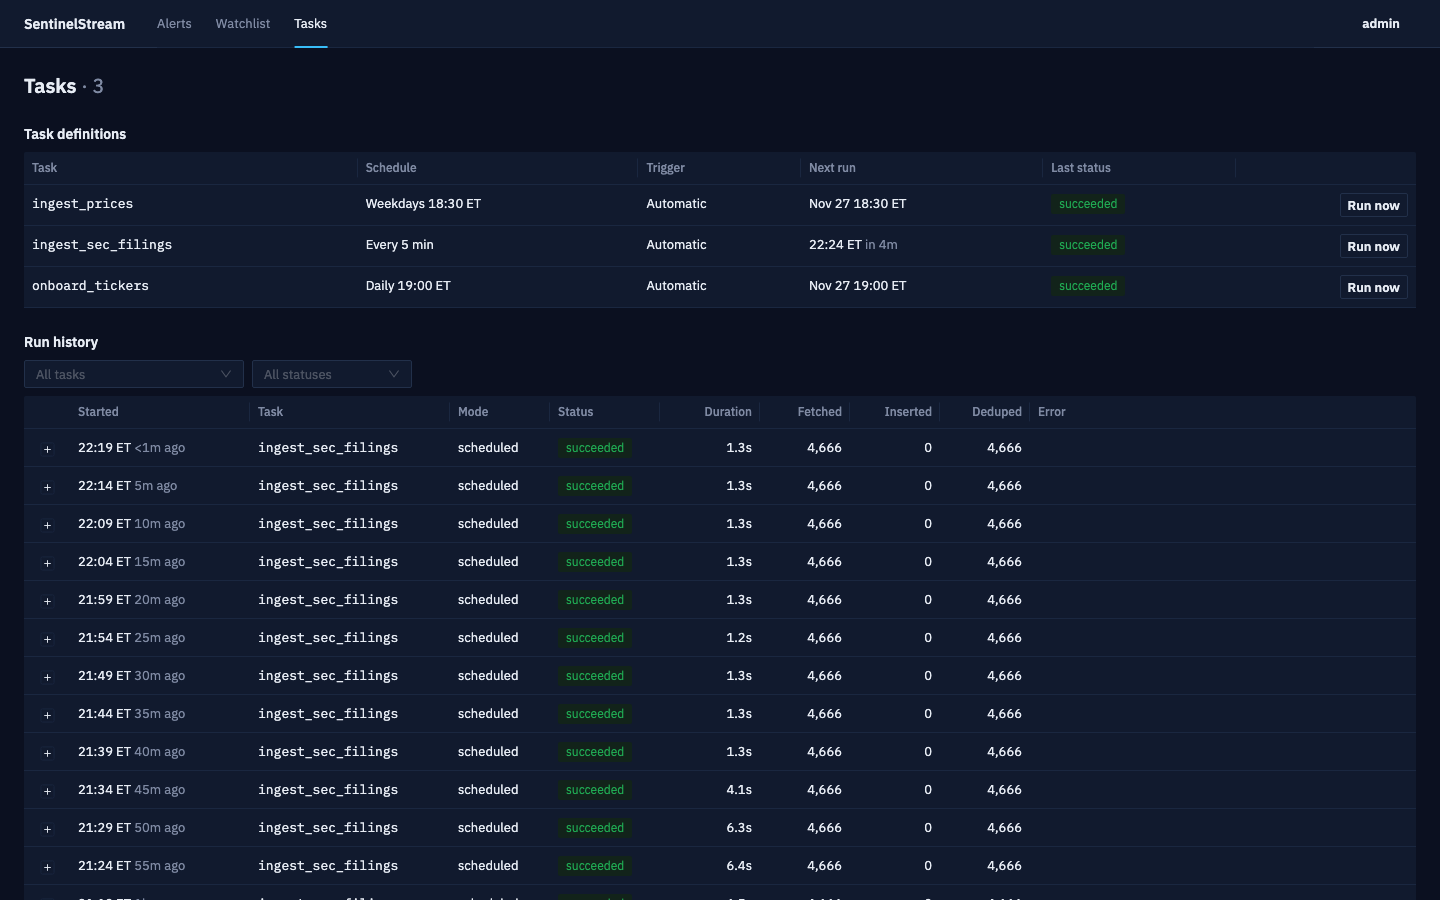 SentinelStream Alerts Watchlist Tasks admin
Tasks · 3
Task definitions
Task Schedule Trigger Next run Last status
ingest_prices Weekdays 18:30 ET Automatic Nov 27 18:30 ET succeeded Run now
ingest_sec_filings Every 5 min Automatic 22:24 ET in 4m succeeded Run now
onboard_tickers Daily 19:00 ET Automatic Nov 27 19:00 ET succeeded Run now
Run history
All tasks All statuses
Started Task Mode Status Duration Fetched Inserted Deduped Error
+ 22:19 ET <1m ago ingest_sec_filings scheduled succeeded 1.3s 4,666 0 4,666
+ 22:14 ET 5m ago ingest_sec_filings scheduled succeeded 1.3s 4,666 0 4,666
+ 22:09 ET 10m ago ingest_sec_filings scheduled succeeded 1.3s 4,666 0 4,666
+ 22:04 ET 15m ago ingest_sec_filings scheduled succeeded 1.3s 4,666 0 4,666
+ 21:59 ET 20m ago ingest_sec_filings scheduled succeeded 1.3s 4,666 0 4,666
+ 21:54 ET 25m ago ingest_sec_filings scheduled succeeded 1.2s 4,666 0 4,666
+ 21:49 ET 30m ago ingest_sec_filings scheduled succeeded 1.3s 4,666 0 4,666
+ 21:44 ET 35m ago ingest_sec_filings scheduled succeeded 1.3s 4,666 0 4,666
+ 21:39 ET 40m ago ingest_sec_filings scheduled succeeded 1.3s 4,666 0 4,666
+ 21:34 ET 45m ago ingest_sec_filings scheduled succeeded 4.1s 4,666 0 4,666
+ 21:29 ET 50m ago ingest_sec_filings scheduled succeeded 6.3s 4,666 0 4,666
+ 21:24 ET 55m ago ingest_sec_filings scheduled succeeded 6.4s 4,666 0 4,666